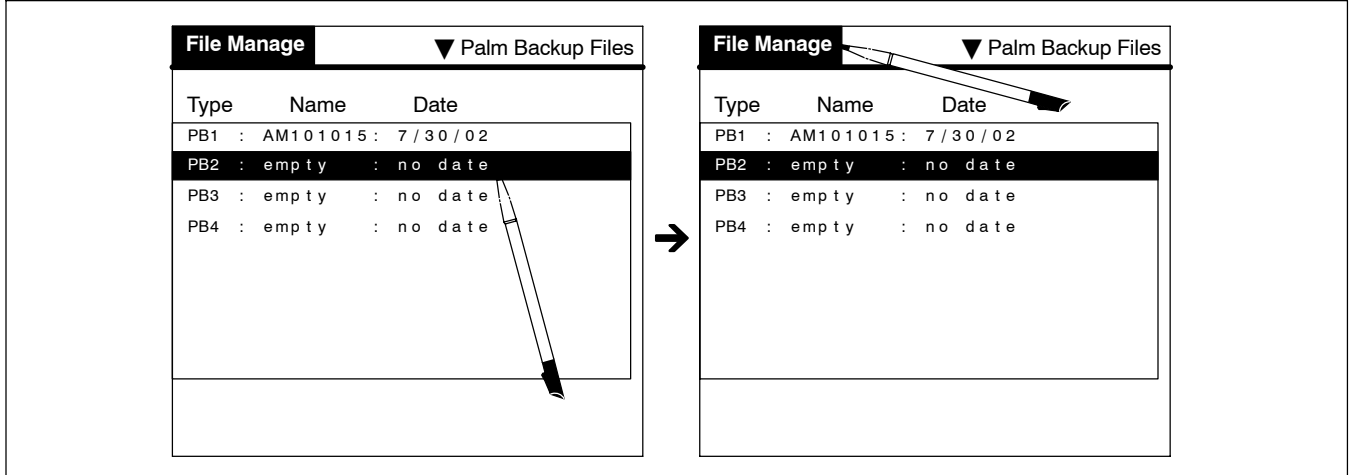 File Manage ▼ Palm Backup Files
Type Name Date
PB1 : AM101015: 7/30/02
PB2 : empty : no date
PB3 : empty : no date
PB4 : empty : no date
File Manage ▼ Palm Backup Files
Type Name Date
PB1 : AM101015: 7/30/02
PB2 : empty : no date
PB3 : empty : no date
PB4 : empty : no date